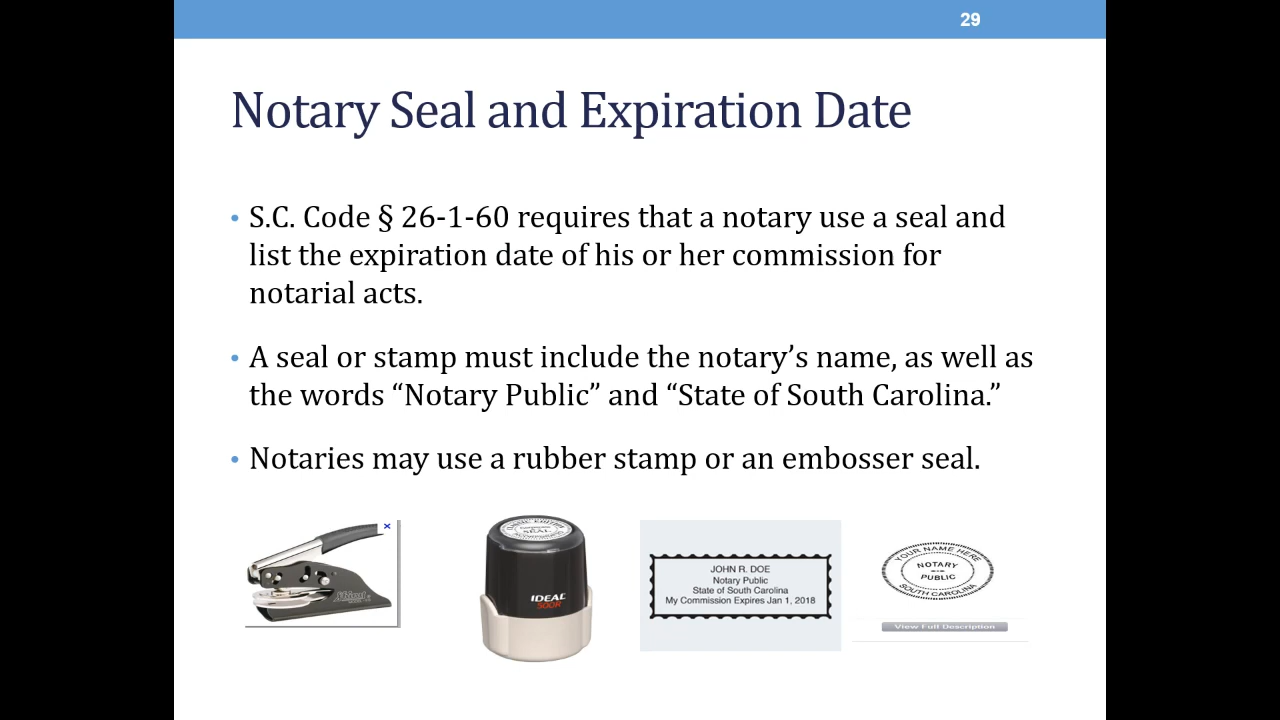 29
Notary Seal and Expiration Date
• S.C. Code § 26-1-60 requires that a notary use a seal and
list the expiration date of his or her commission for
notarial acts.
• A seal or stamp must include the notary’s name, as well as
the words “Notary Public” and “State of South Carolina.”
• Notaries may use a rubber stamp or an embosser seal.
x
SEAL
IDEAL
500R
JOHN R. DOE
Notary Public
State of South Carolina
My Commission Expires Jan 1, 2018
YOUR NAME HERE
NOTARY
PUBLIC
SOUTH CAROLINA
View Full Description